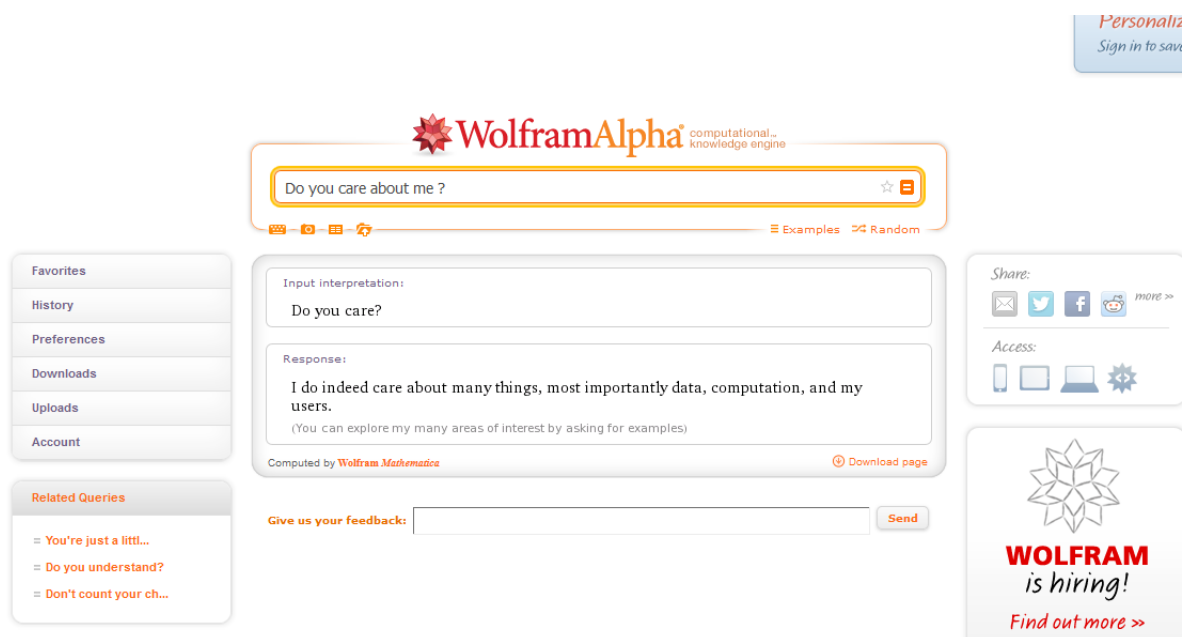 Personaliz
Sign in to save
WolframAlpha computational...
knowledge engine
Do you care about me ?
Examples Random
Favorites
History
Preferences
Downloads
Uploads
Account
Related Queries
= You're just a littl...
= Do you understand?
= Don't count your ch...
Input interpretation:
Do you care?
Response:
I do indeed care about many things, most importantly data, computation, and my
users.
(You can explore my many areas of interest by asking for examples)
Computed by Wolfram Mathematica
Download page
Give us your feedback:
Send
Share:
more »
Access:
WOLFRAM
is hiring!
Find out more »